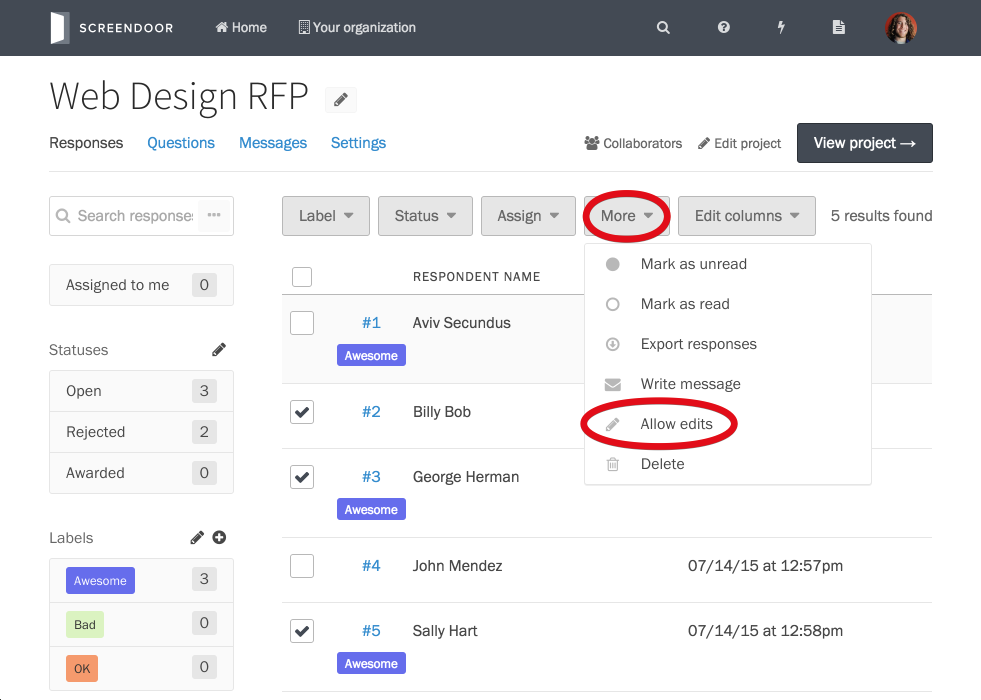 SCREENDOOR Home Your organization
Web Design RFP
Responses Questions Messages Settings Collaborators Edit project View project →
Search response: ••• Label Status Assign More Edit columns 5 results found
Assigned to me 0
Statuses
Open 3
Rejected 2
Awarded 0
Labels
Awesome 3
Bad 0
OK 0
RESPONDENT NAME
#1 Aviv Secundus
Awesome
#2 Billy Bob
#3 George Herman
Awesome
#4 John Mendez 07/14/15 at 12:57pm
#5 Sally Hart 07/14/15 at 12:58pm
Awesome
Mark as unread
Mark as read
Export responses
Write message
Allow edits
Delete